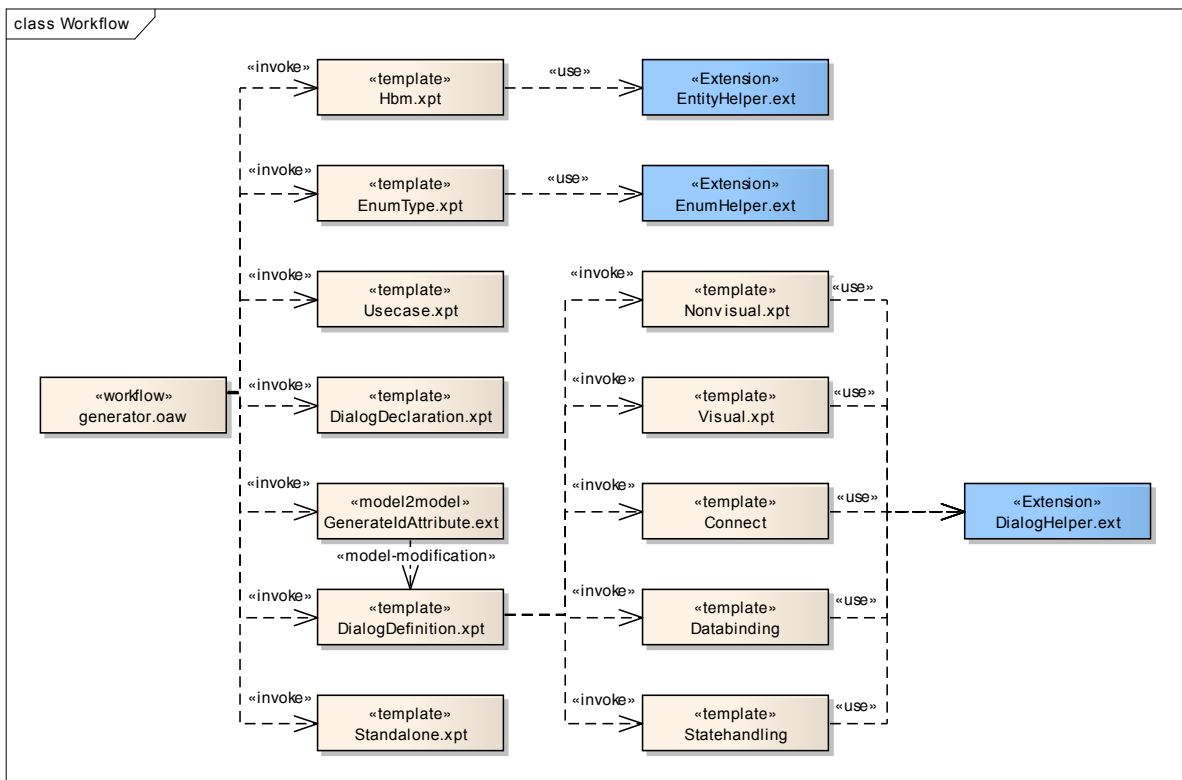 class Workflow
«invoke»
«template»
Hbm.xpt
«use»
«Extension»
EntityHelper.ext
«invoke»
«template»
EnumType.xpt
«use»
«Extension»
EnumHelper.ext
«invoke»
«template»
Usecase.xpt
«invoke»
«template»
Nonvisual.xpt
«use»
«workflow»
generator.oaw
«invoke»
«template»
DialogDeclaration.xpt
«invoke»
«template»
Visual.xpt
«use»
«invoke»
«model2model»
GenerateIdAttribute.ext
«model-modification»
«invoke»
«template»
Connect
«use»
«Extension»
DialogHelper.ext
«invoke»
«template»
DialogDefinition.xpt
«invoke»
«template»
Databinding
«use»
«invoke»
«template»
Standalone.xpt
«invoke»
«template»
Statehandling
«use»